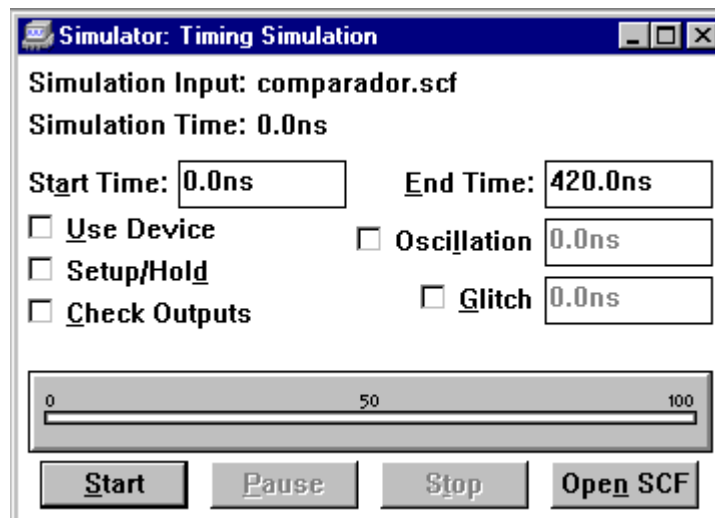 Simulator: Timing Simulation
Simulation Input: comparador.scf
Simulation Time: 0.0ns
Start Time: 0.0ns End Time: 420.0ns
Use Device Oscillation 0.0ns
Setup/Hold
Glitch 0.0ns
Check Outputs
0 50 100
Start Pause Stop Open SCF